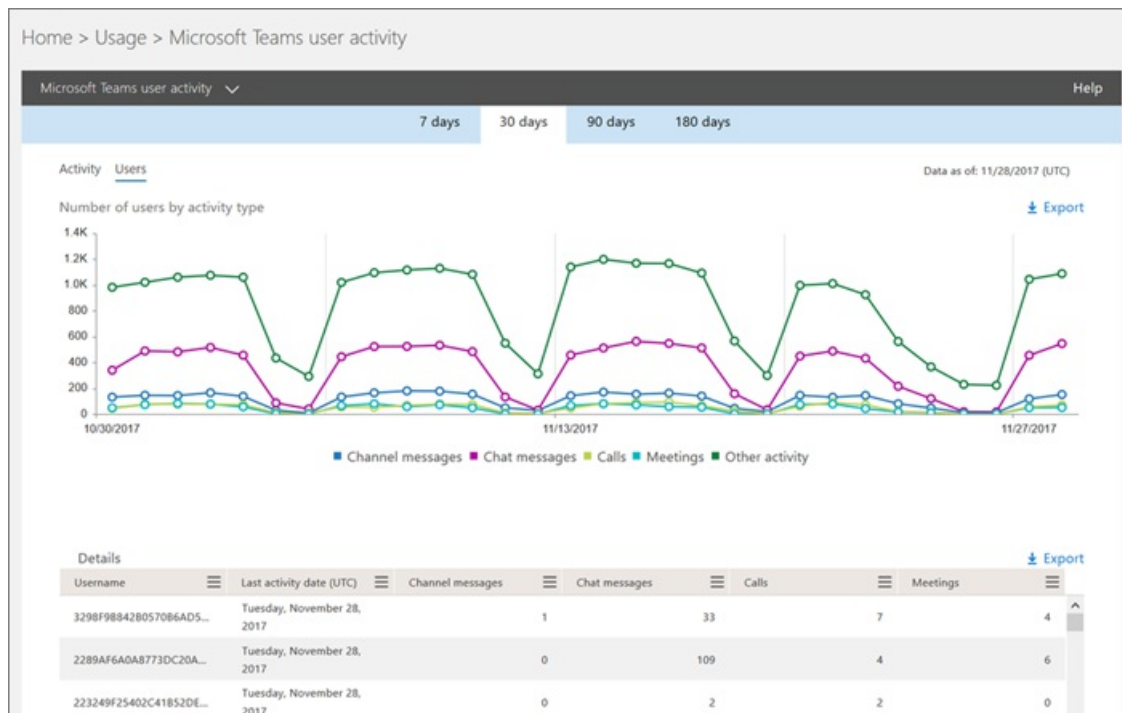 Home > Usage > Microsoft Teams user activity
Microsoft Teams user activity Help
7 days 30 days 90 days 180 days
Activity Users Data as of: 11/28/2017 (UTC)
Number of users by activity type Export
1.4K
1.2K
1.0K
800
600
400
200
0
10/30/2017 11/13/2017 11/27/2017
Channel messages Chat messages Calls Meetings Other activity
Details Export
Username Last activity date (UTC) Channel messages Chat messages Calls Meetings
3298F9B842B0570B6AD5... Tuesday, November 28, 2017 1 33 7 4
2289AF6A0A8773DC20A... Tuesday, November 28, 2017 0 109 4 6
223249F25402C41B52DE... Tuesday, November 28, 2017 0 2 2 0